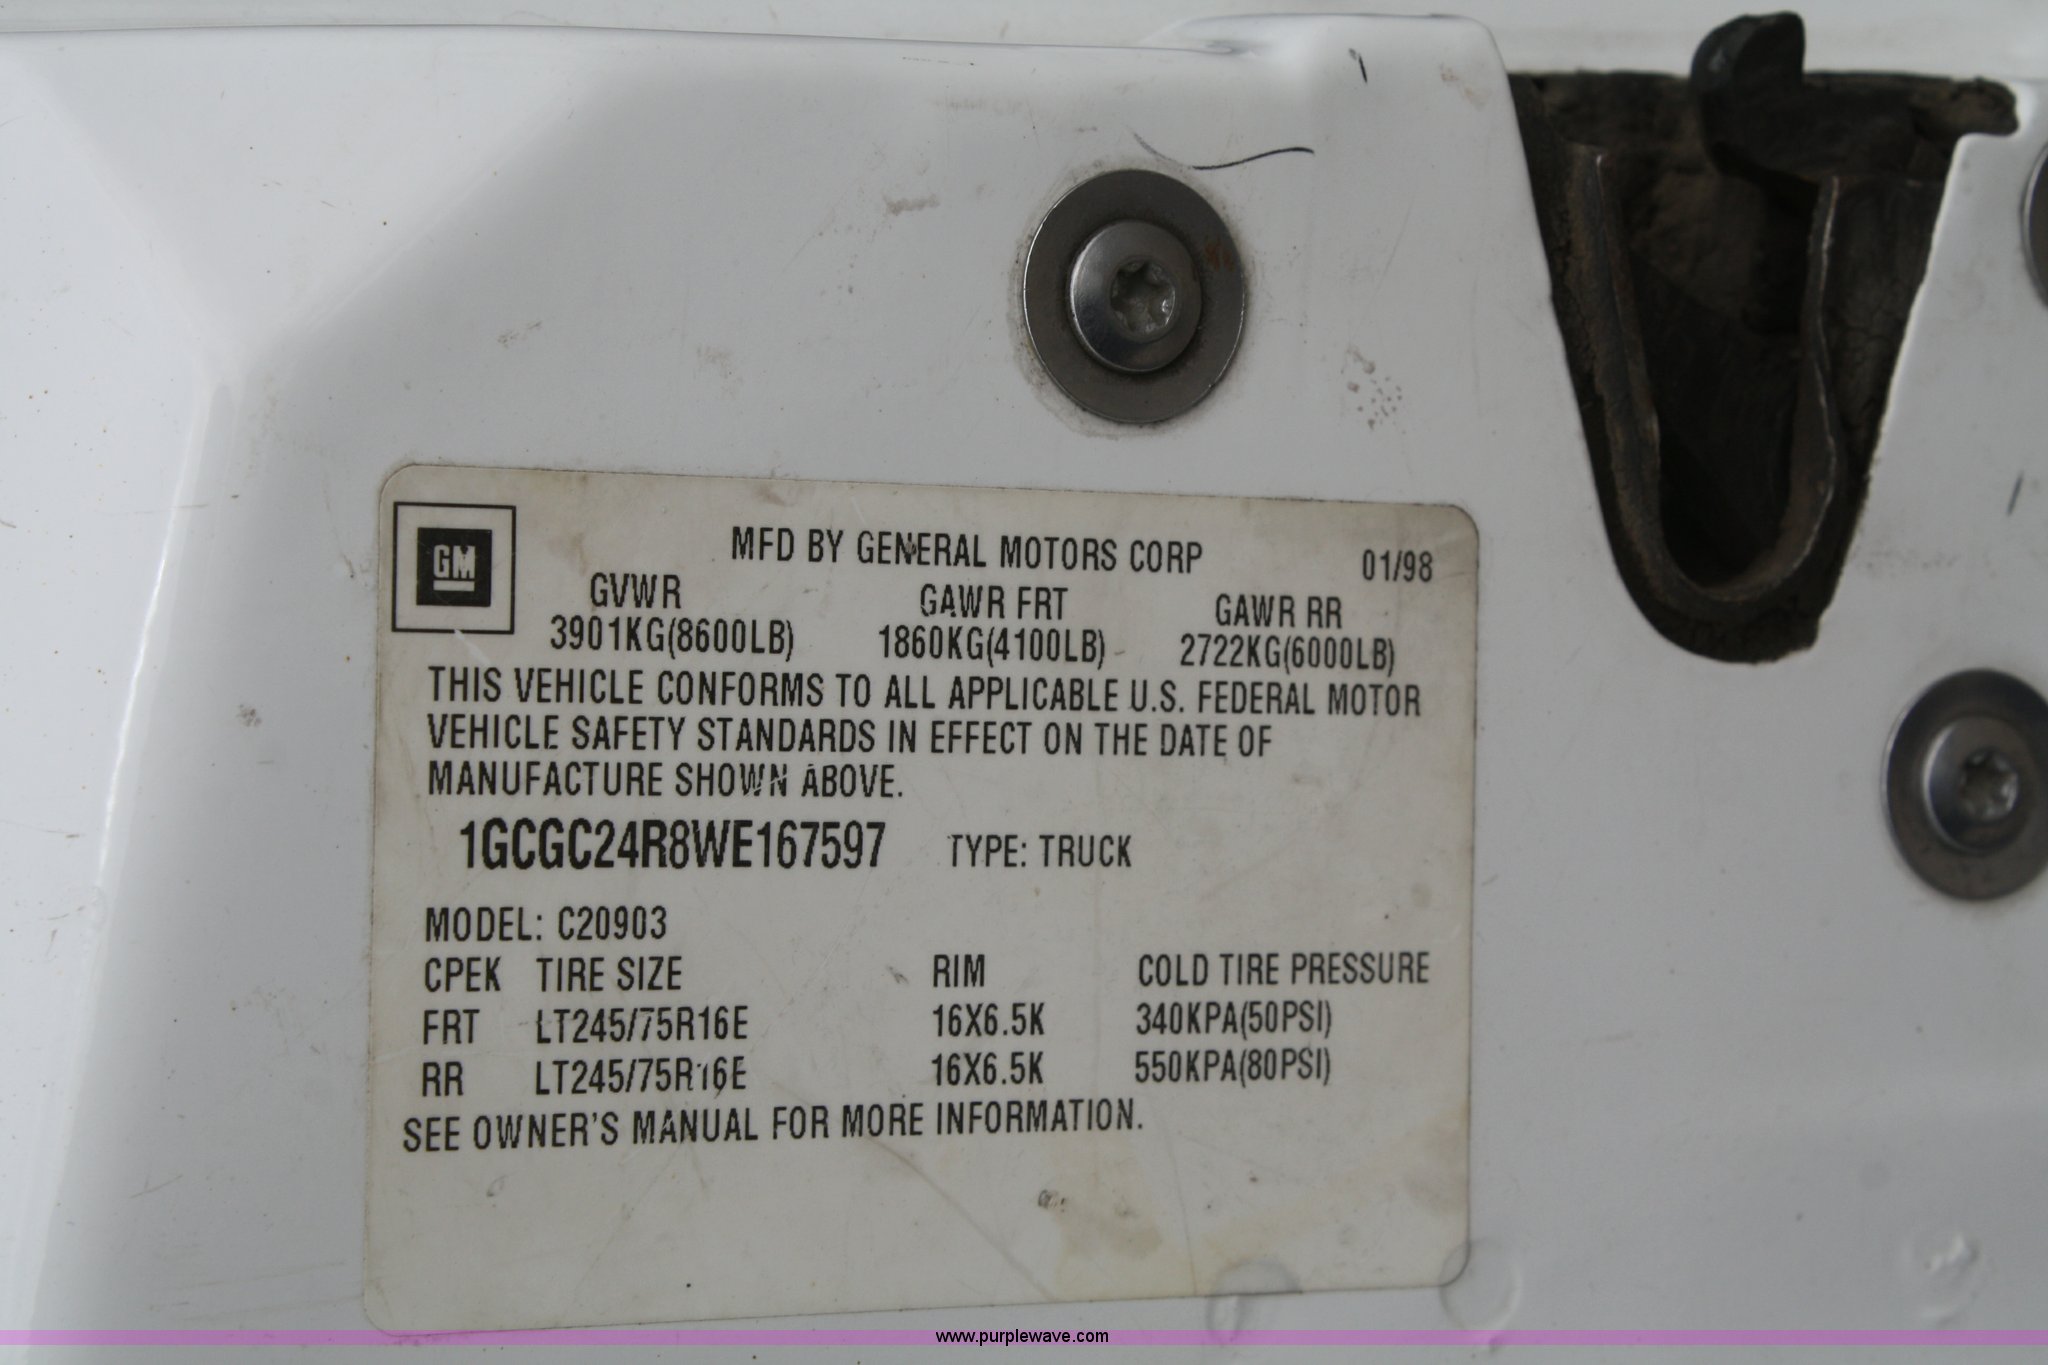 GM
MFD BY GENERAL MOTORS CORP 01/98
GVWR GAWR FRT GAWR RR
3901KG(8600LB) 1860KG(4100LB) 2722KG(6000LB)
THIS VEHICLE CONFORMS TO ALL APPLICABLE U.S. FEDERAL MOTOR
VEHICLE SAFETY STANDARDS IN EFFECT ON THE DATE OF
MANUFACTURE SHOWN ABOVE.
1GCGC24R8WE167597 TYPE: TRUCK
MODEL: C20903
CPEK TIRE SIZE RIM COLD TIRE PRESSURE
FRT LT245/75R16E 16X6.5K 340KPA(50PSI)
RR LT245/75R16E 16X6.5K 550KPA(80PSI)
SEE OWNER'S MANUAL FOR MORE INFORMATION.
www.purplewave.com